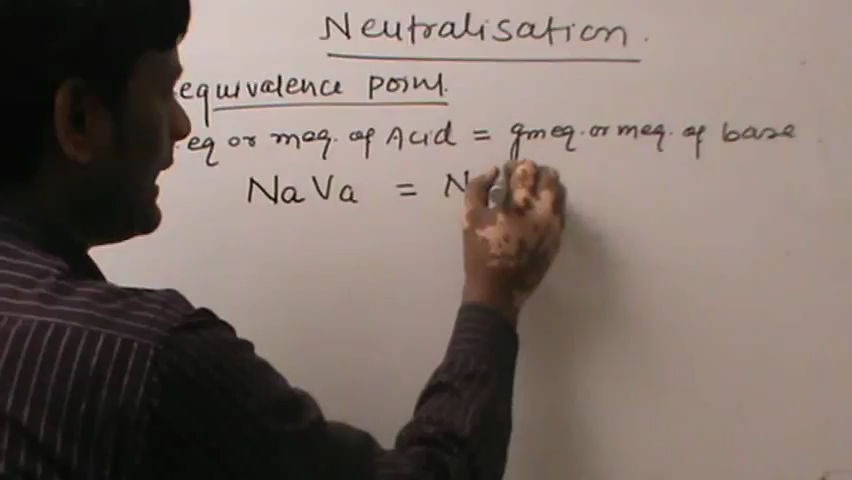 Neutralisation.
equivalence point.
eq or meq. of Acid = gmeq. or meq. of base
NaVa = N